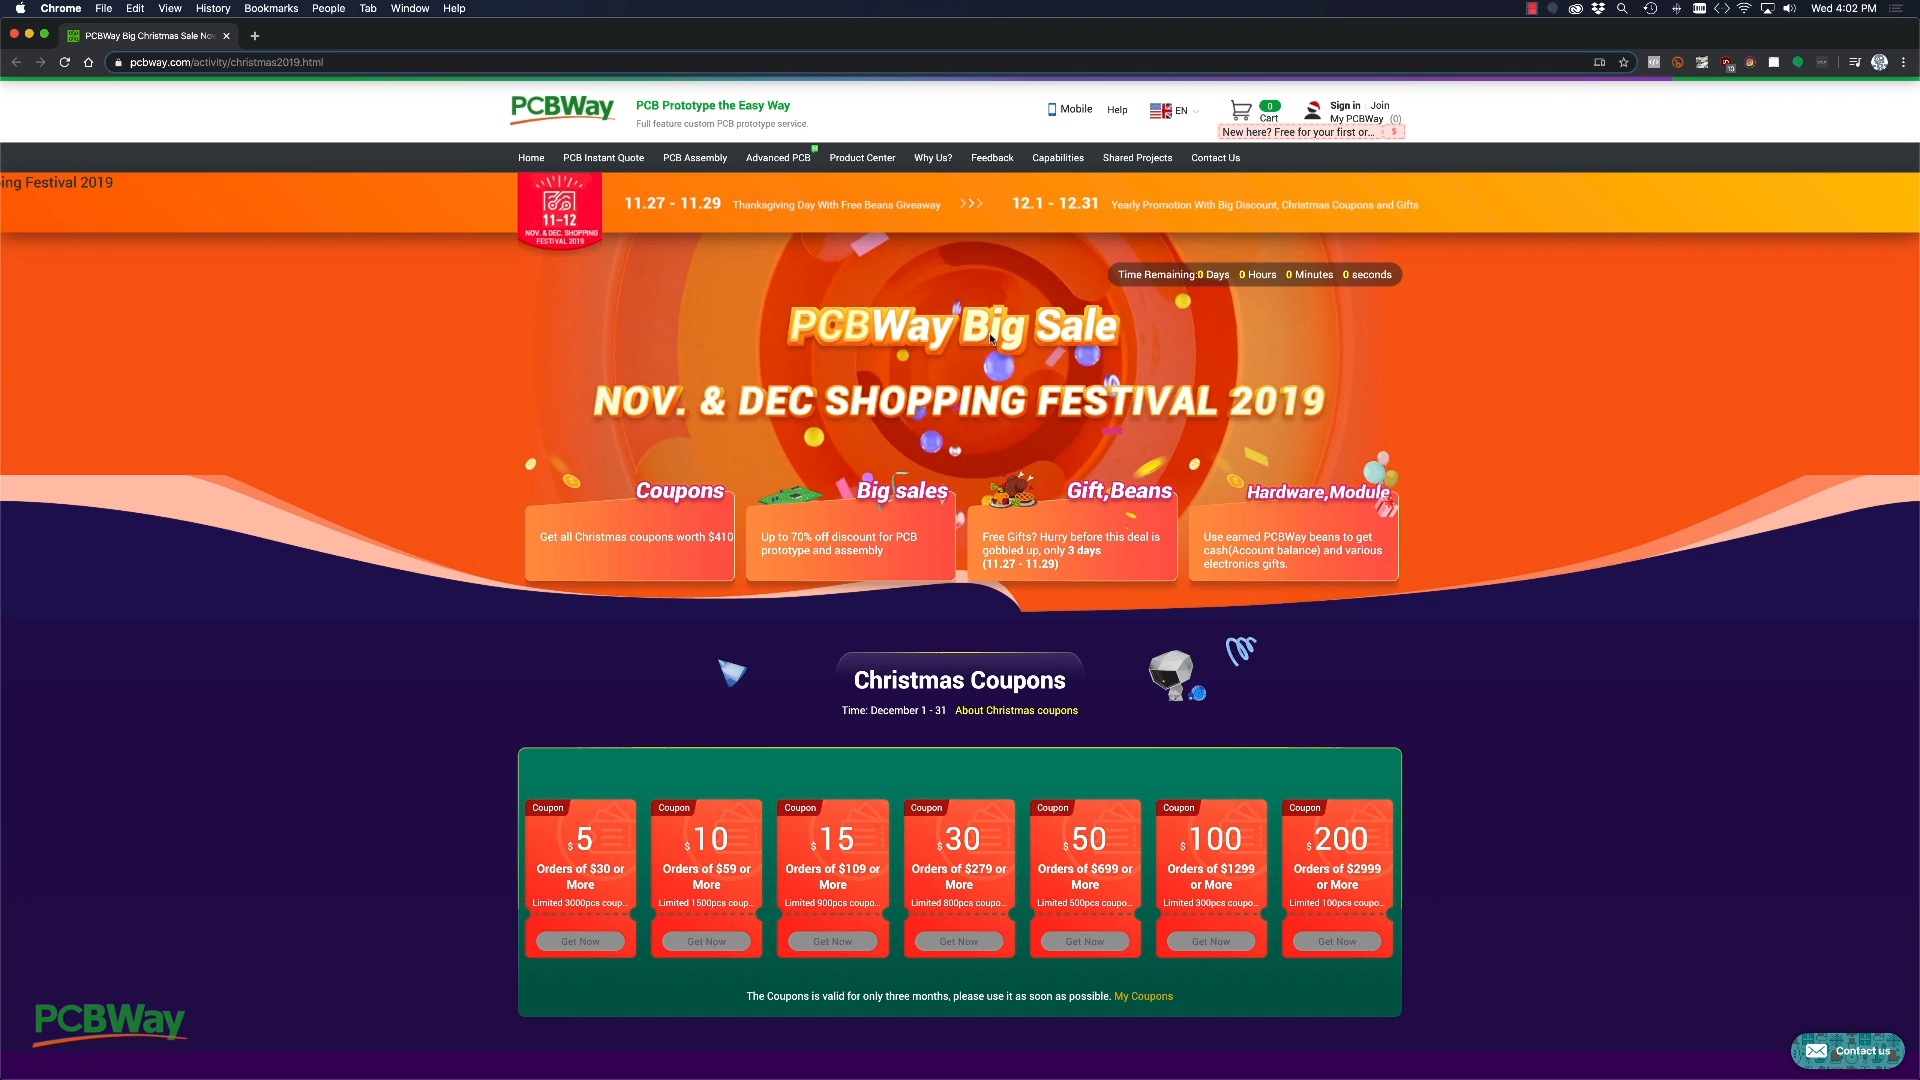 Chrome File Edit View History Bookmarks People Tab Window Help
Wed 4:02 PM
PCBWay Big Christmas Sale Nov
pcbway.com/activity/christmas2019.html
PCBWay
PCB Prototype the Easy Way
Full feature custom PCB prototype service.
Mobile
Help
EN
0
Cart
Sign in Join
My PCBWay (0)
New here? Free for your first or... $
Home PCB Instant Quote PCB Assembly Advanced PCB Product Center Why Us? Feedback Capabilities Shared Projects Contact Us
ing Festival 2019
11-12
NOV. & DEC. SHOPPING
FESTIVAL 2019
11.27 - 11.29 Thanksgiving Day With Free Beans Giveaway >>> 12.1 - 12.31 Yearly Promotion With Big Discount, Christmas Coupons and Gifts
Time Remaining:0 Days 0 Hours 0 Minutes 0 seconds
PCBWay Big Sale
NOV. & DEC SHOPPING FESTIVAL 2019
Coupons
Get all Christmas coupons worth $410
Big sales
Up to 70% off discount for PCB
prototype and assembly
Gift,Beans
Free Gifts? Hurry before this deal is
gobbled up, only 3 days
(11.27 - 11.29)
Hardware,Module
Use earned PCBWay beans to get
cash(Account balance) and various
electronics gifts.
Christmas Coupons
Time: December 1 - 31 About Christmas coupons
Coupon
$5
Orders of $30 or
More
Limited 3000pcs coup...
Get Now
Coupon
$10
Orders of $59 or
More
Limited 1500pcs coup...
Get Now
Coupon
$15
Orders of $109 or
More
Limited 900pcs coupo...
Get Now
Coupon
$30
Orders of $279 or
More
Limited 800pcs coupo...
Get Now
Coupon
$50
Orders of $699 or
More
Limited 500pcs coupo...
Get Now
Coupon
$100
Orders of $1299
or More
Limited 300pcs coupo...
Get Now
Coupon
$200
Orders of $2999
or More
Limited 100pcs coupo...
Get Now
The Coupons is valid for only three months, please use it as soon as possible. My Coupons
PCBWay
Contact us